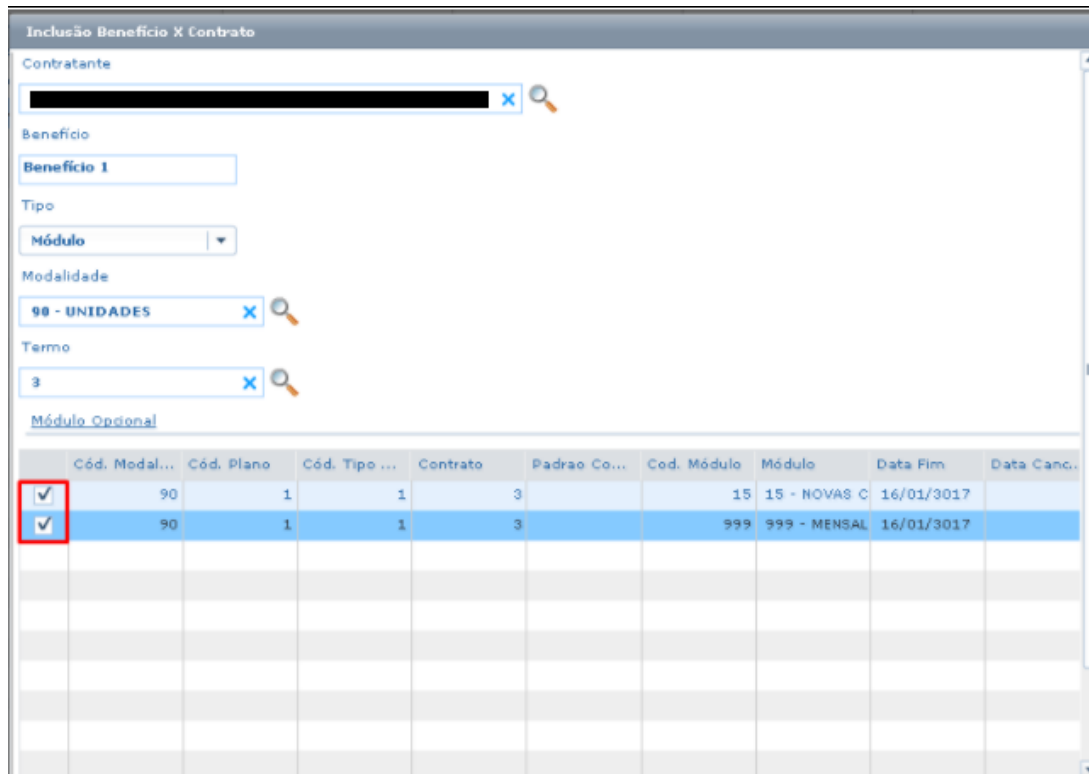 Inclusão Benefício X Contrato
Contratante
Benefício
Benefício 1
Tipo
Módulo
Modalidade
90 - UNIDADES
Termo
3
Módulo Opcional
Cód. Modal... Cód. Plano Cód. Tipo ... Contrato Padrao Co... Cod. Módulo Módulo Data Fim Data Canc..
90 1 1 3 15 15 - NOVAS C 16/01/3017
90 1 1 3 999 999 - MENSAL 16/01/3017